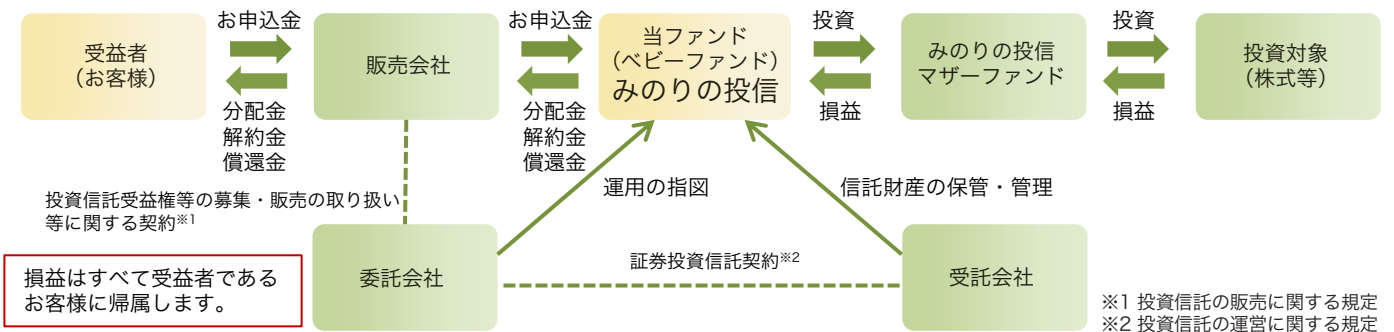 受益者
（お客様）
お申込金
分配金
解約金
償還金
販売会社
お申込金
分配金
解約金
償還金
当ファンド
（ベビーファンド）
みのりの投信
投資
損益
みのりの投信
マザーファンド
投資
損益
投資対象
（株式等）
投資信託受益権等の募集・販売の取り扱い
等に関する契約※1
運用の指図
信託財産の保管・管理
損益はすべて受益者である
お客様に帰属します。
委託会社
証券投資信託契約※2
受託会社
※1 投資信託の販売に関する規定
※2 投資信託の運営に関する規定